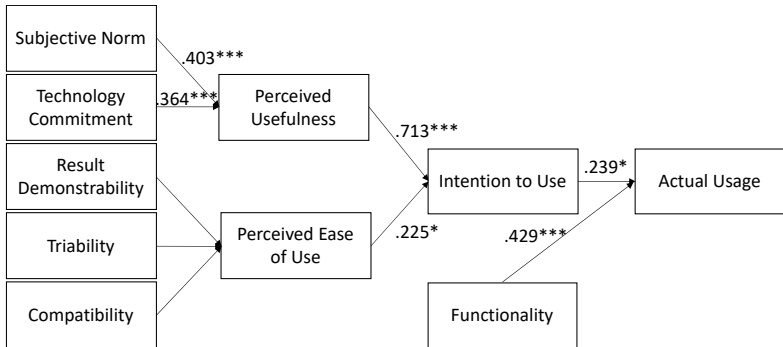 Subjective Norm
.403***
Technology
Commitment
.364***
Perceived
Usefulness
.713***
Result
Demonstrability
Intention to Use
.239*
Actual Usage
Triability
Perceived Ease
of Use
.225*
.429***
Compatibility
Functionality